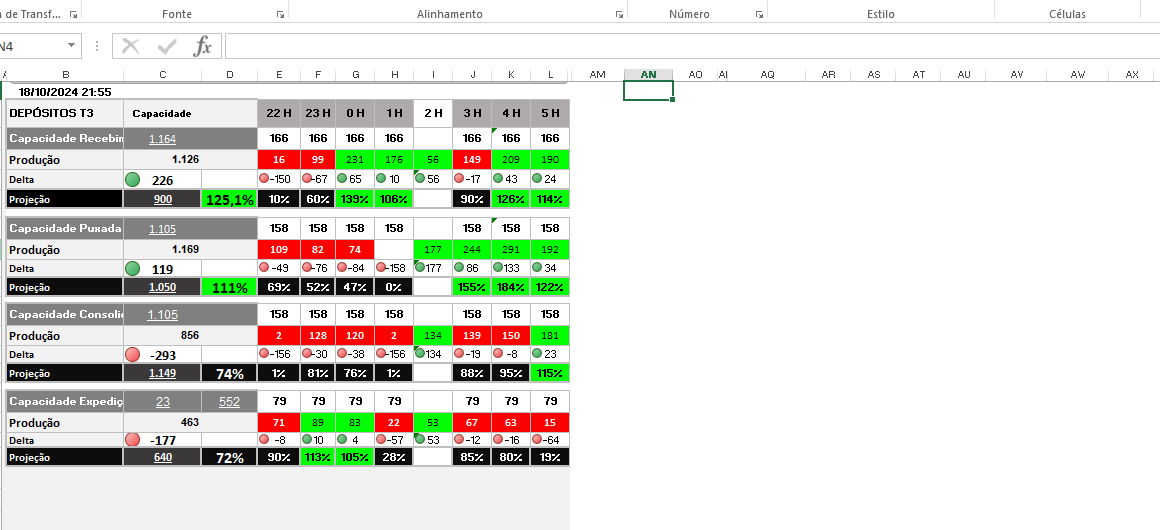 a de Transf...
Fonte
Alinhamento
Número
Estilo
Células
N4
fx
B C D E F G H I J K L AM AN AO AI AQ AR AS AT AU AV AW AX
18/10/2024 21:55
DEPÓSITOS T3 Capacidade 22 H 23 H 0 H 1 H 2 H 3 H 4 H 5 H
Capacidade Recebin 1.164 166 166 166 166 166 166 166
Produção 1.126 16 99 231 176 56 149 209 190
Delta 226 -150 -67 65 10 56 -17 43 24
Projeção 900 125,1% 10% 60% 139% 106% 90% 126% 114%
Capacidade Puxada 1.105 158 158 158 158 158 158 158
Produção 1.169 109 82 74 177 244 291 192
Delta 119 -49 -76 -84 -158 177 86 133 34
Projeção 1.050 111% 69% 52% 47% 0% 155% 184% 122%
Capacidade Consolid 1.105 158 158 158 158 158 158 158
Produção 856 2 128 120 2 134 139 150 181
Delta -293 -156 -30 -38 -156 134 -19 -8 23
Projeção 1.149 74% 1% 81% 76% 1% 88% 95% 115%
Capacidade Expediç 23 552 79 79 79 79 79 79 79
Produção 463 71 89 83 22 53 67 63 15
Delta -177 -8 10 4 -57 53 -12 -16 -64
Projeção 640 72% 90% 113% 105% 28% 85% 80% 19%